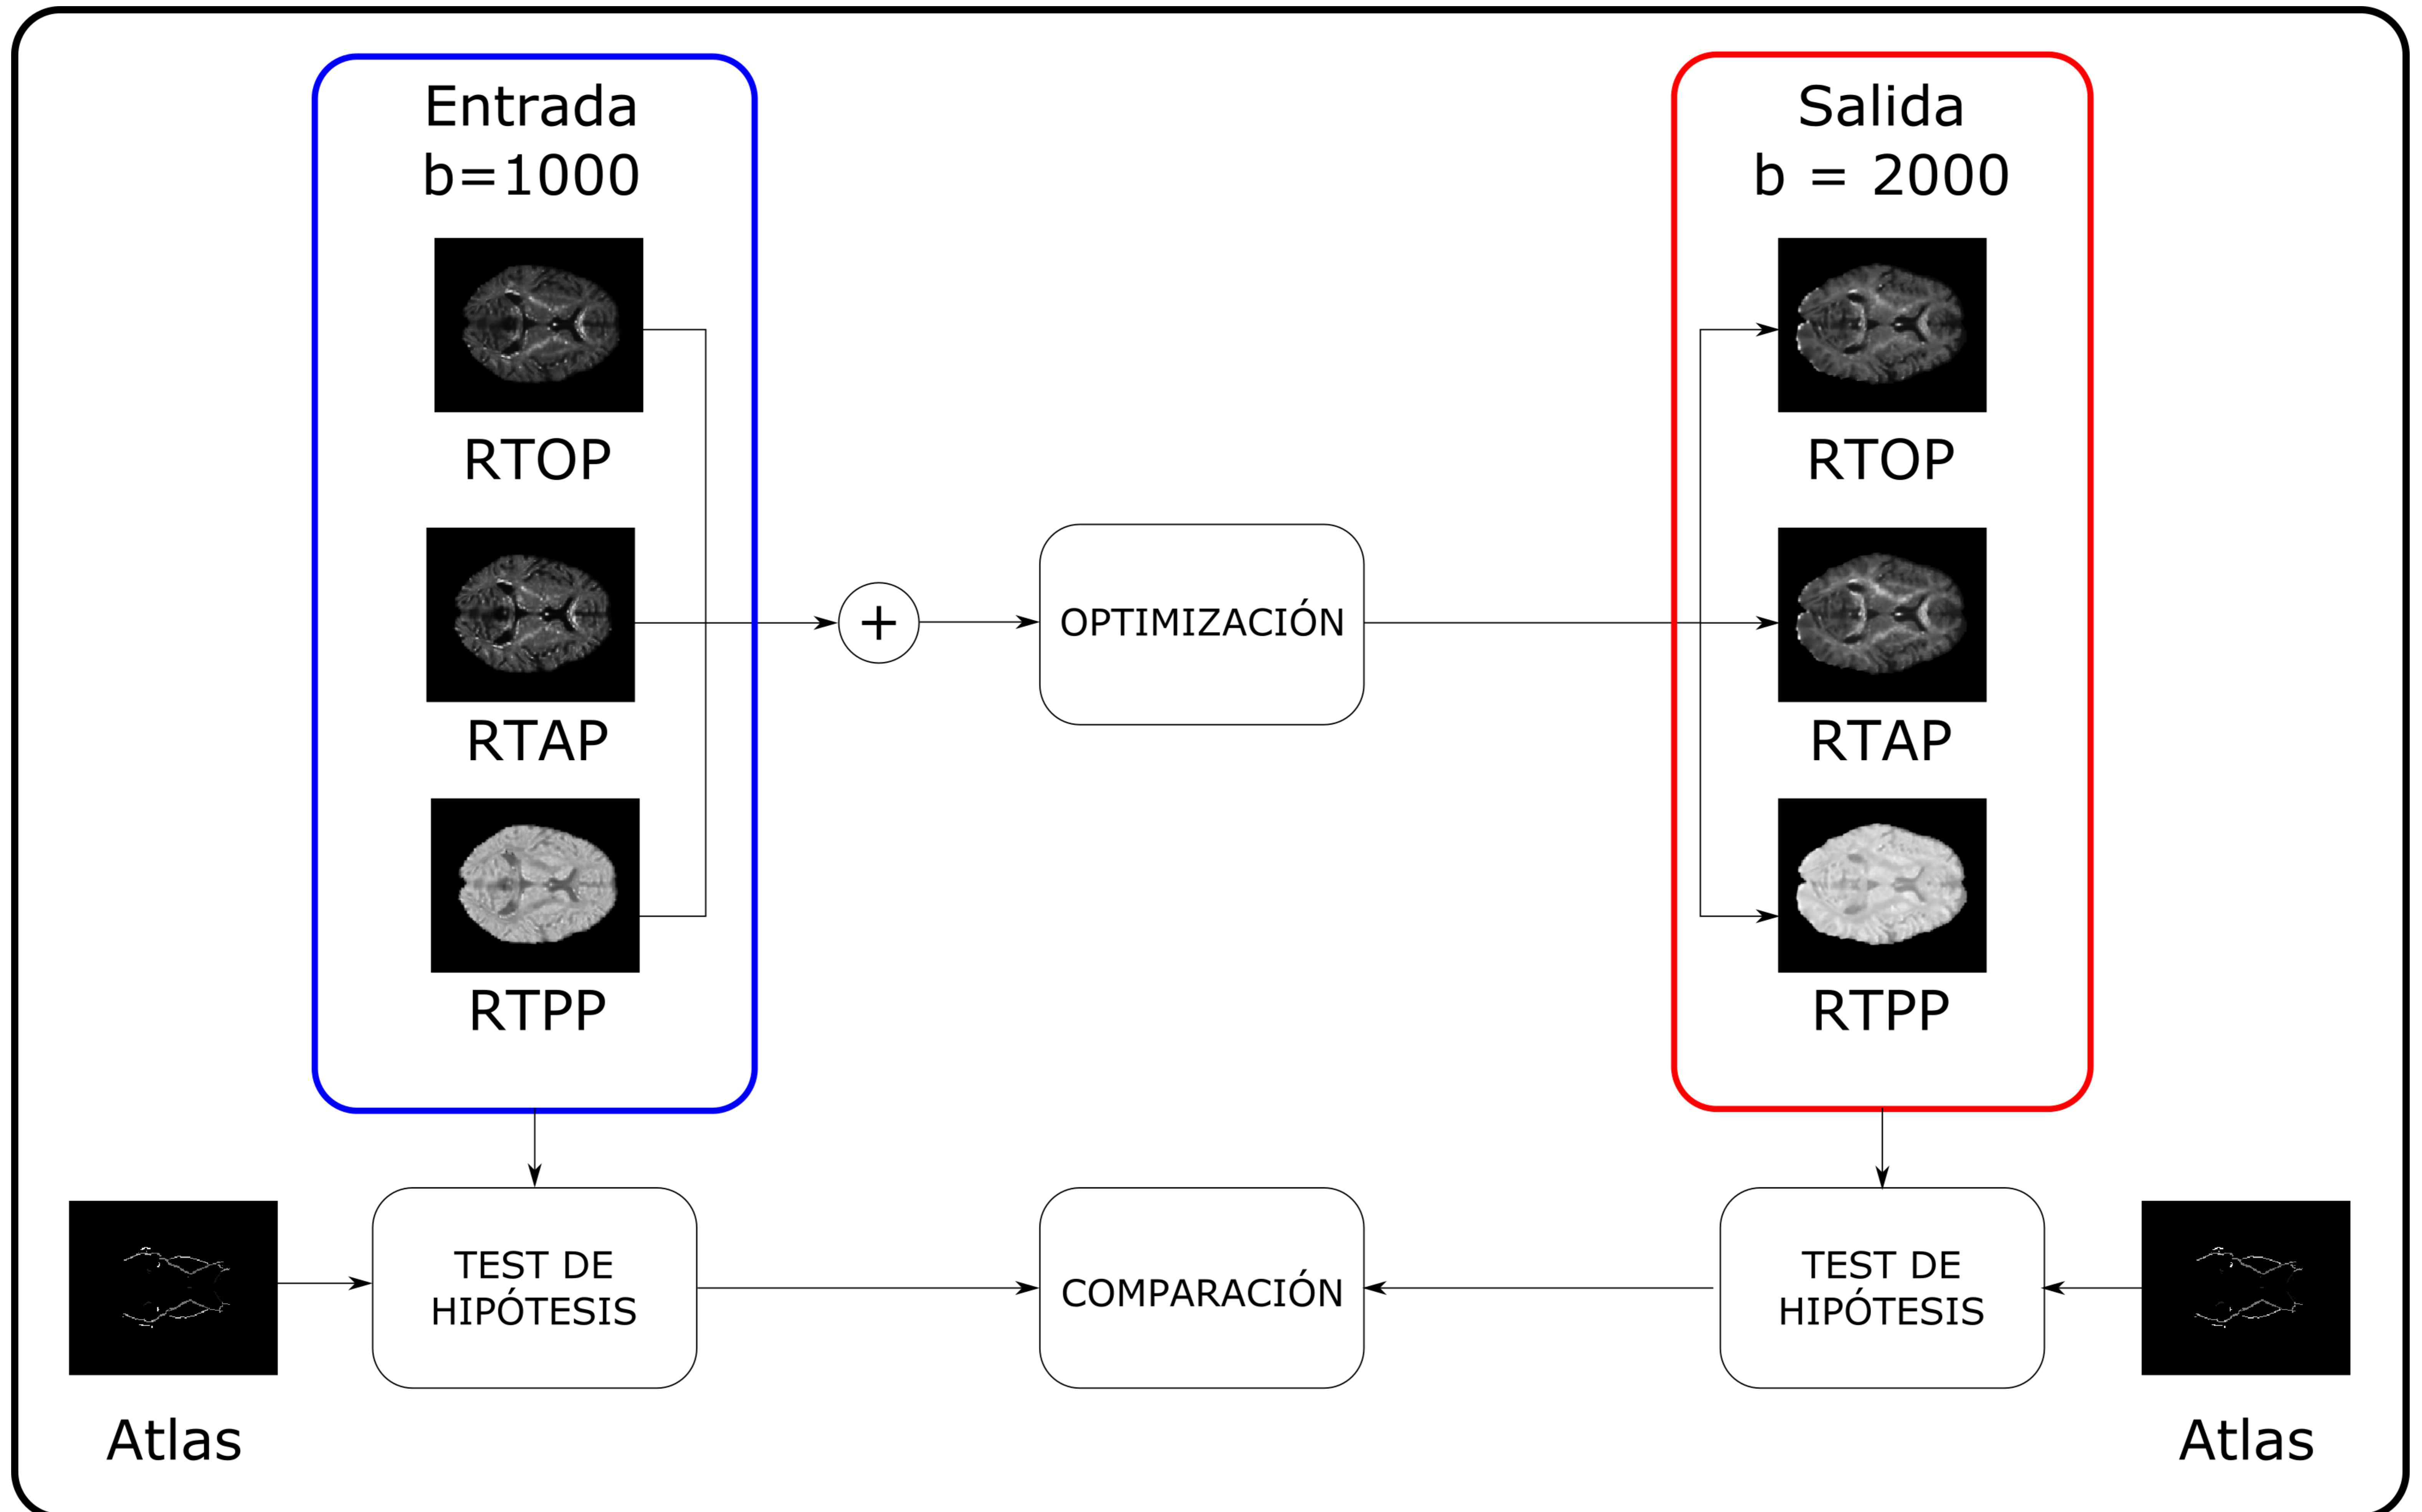 Entrada
b=1000
RTOP
RTAP
RTPP
+
OPTIMIZACIÓN
Salida
b = 2000
RTOP
RTAP
RTPP
Atlas
TEST DE
HIPÓTESIS
COMPARACIÓN
TEST DE
HIPÓTESIS
Atlas